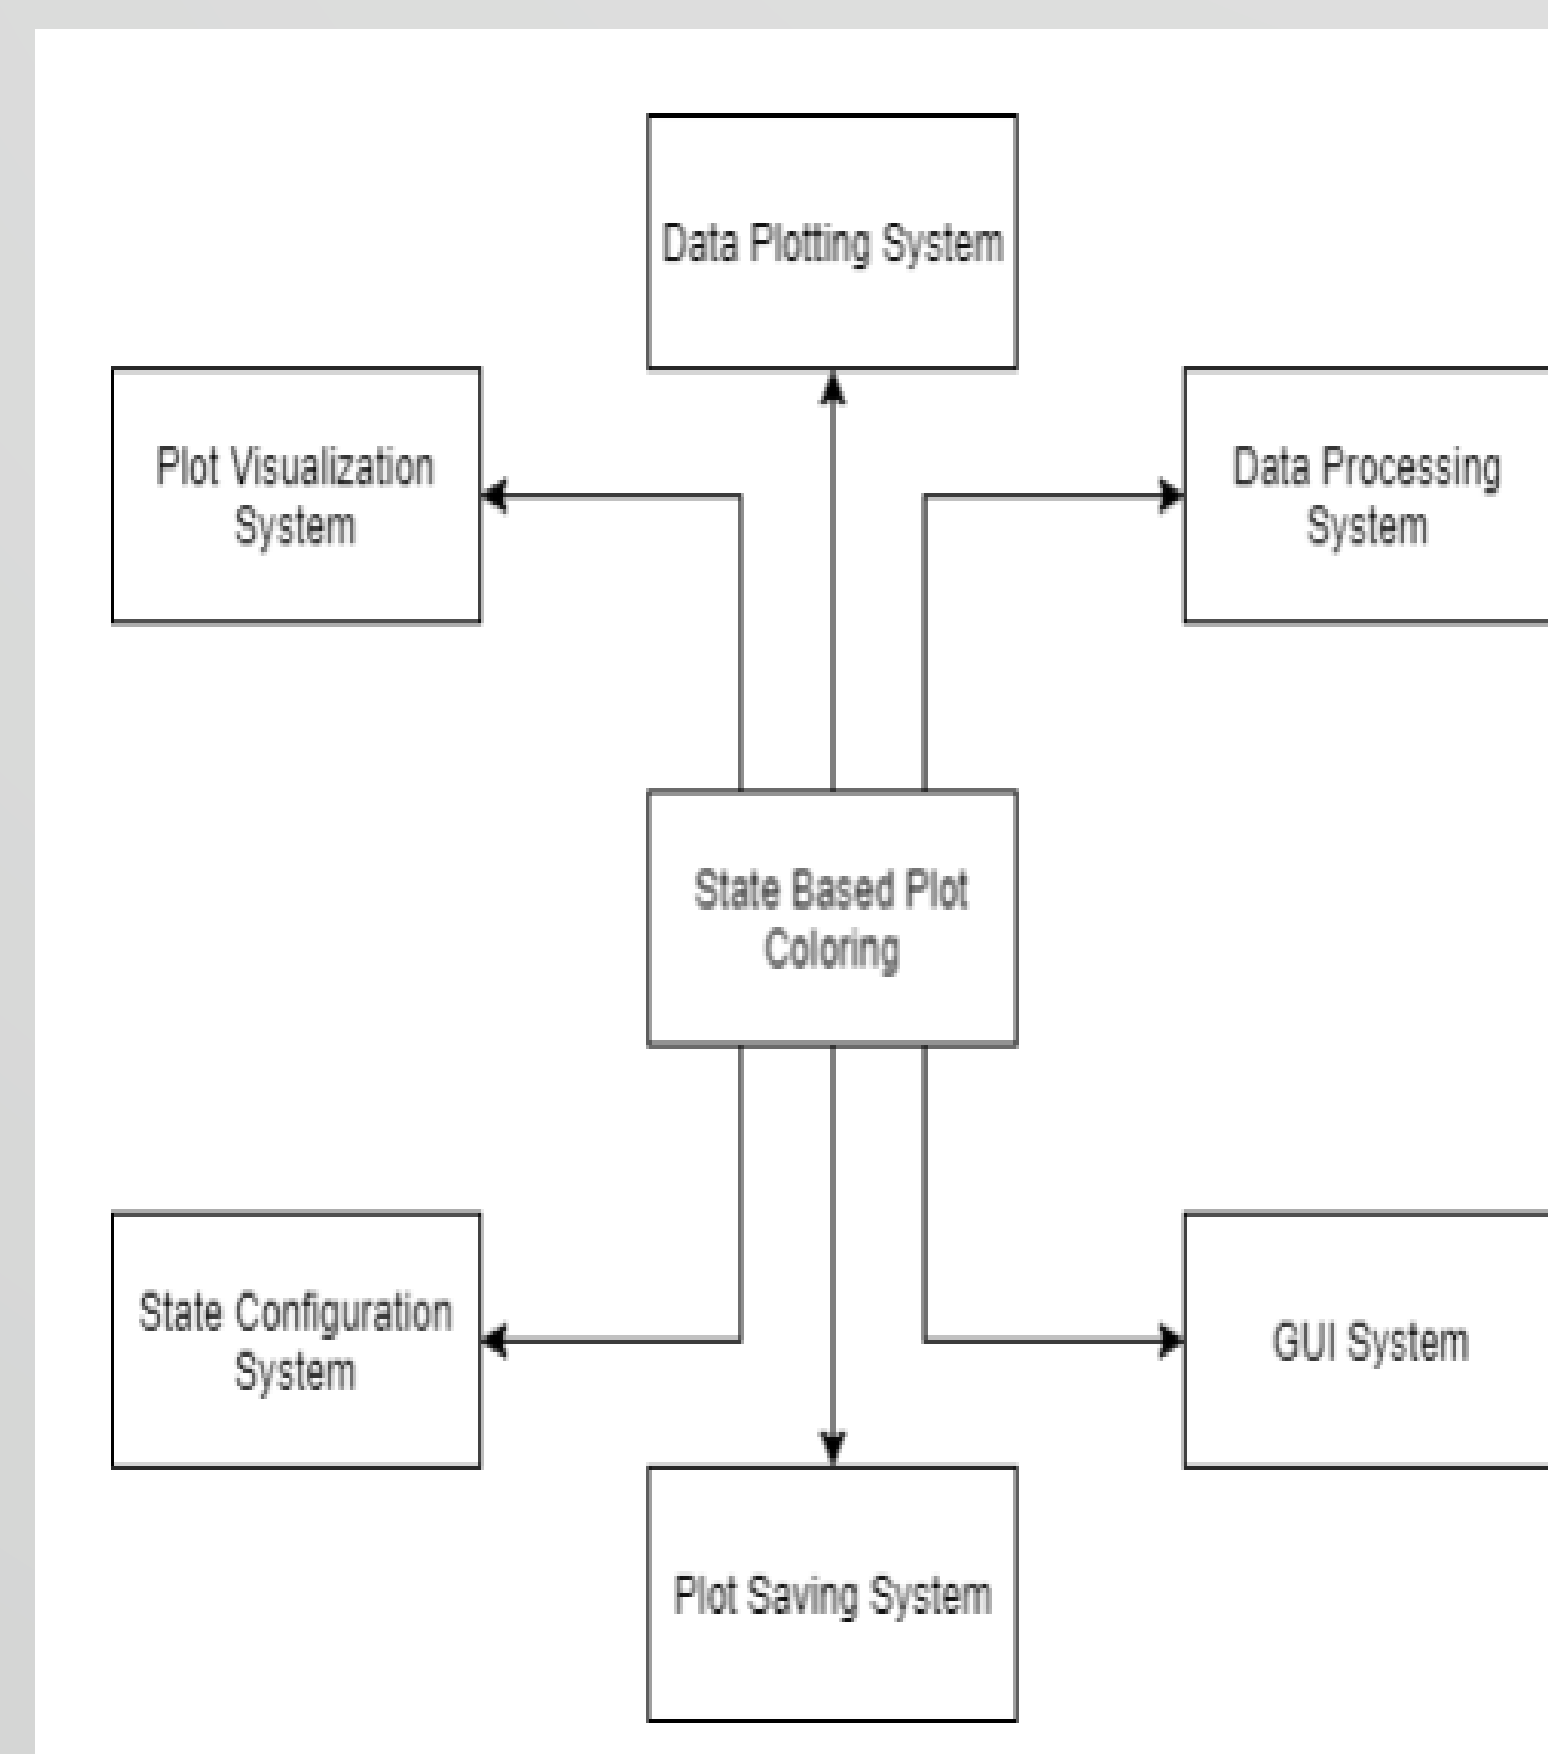 Data Plotting System
Plot Visualization
System
Data Processing
System
State Based Plot
Coloring
State Configuration
System
GUI System
Plot Saving System